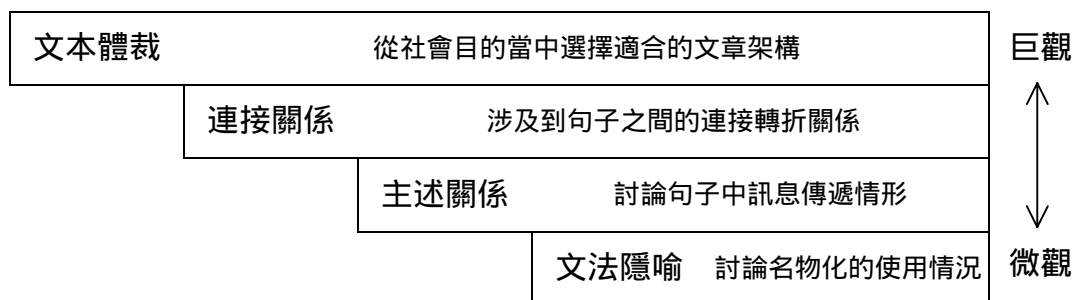 文本體裁 從社會目的當中選擇適合的文章架構 巨觀
連接關係 涉及到句子之間的連接轉折關係
主述關係 討論句子中訊息傳遞情形
文法隱喻 討論名物化的使用情況 微觀